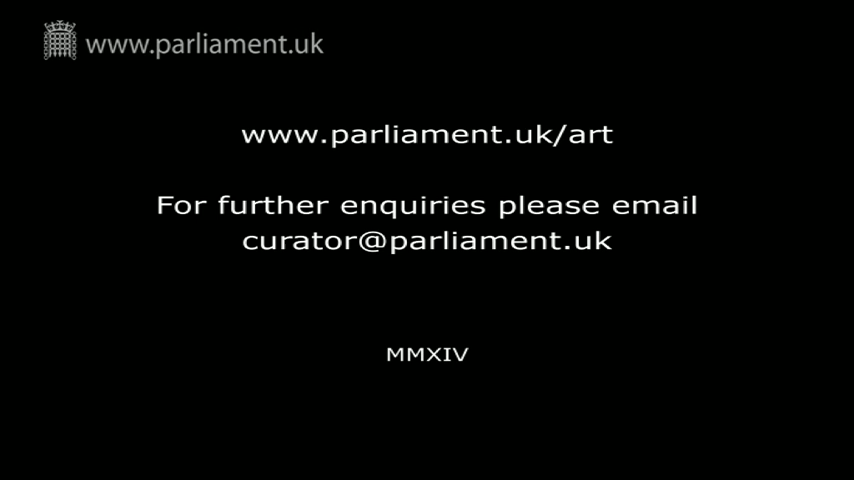 www.parliament.uk
www.parliament.uk/art
For further enquiries please email
curator@parliament.uk
MMXIV